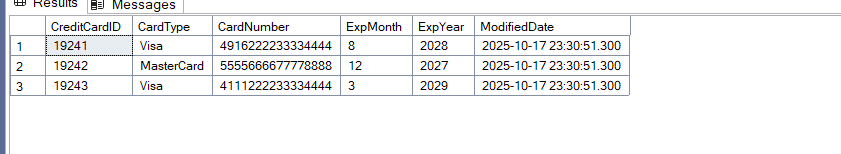 Results Messages
CreditCardID CardType CardNumber ExpMonth ExpYear ModifiedDate
1 19241 Visa 4916222233334444 8 2028 2025-10-17 23:30:51.300
2 19242 MasterCard 5555666677778888 12 2027 2025-10-17 23:30:51.300
3 19243 Visa 4111222233334444 3 2029 2025-10-17 23:30:51.300